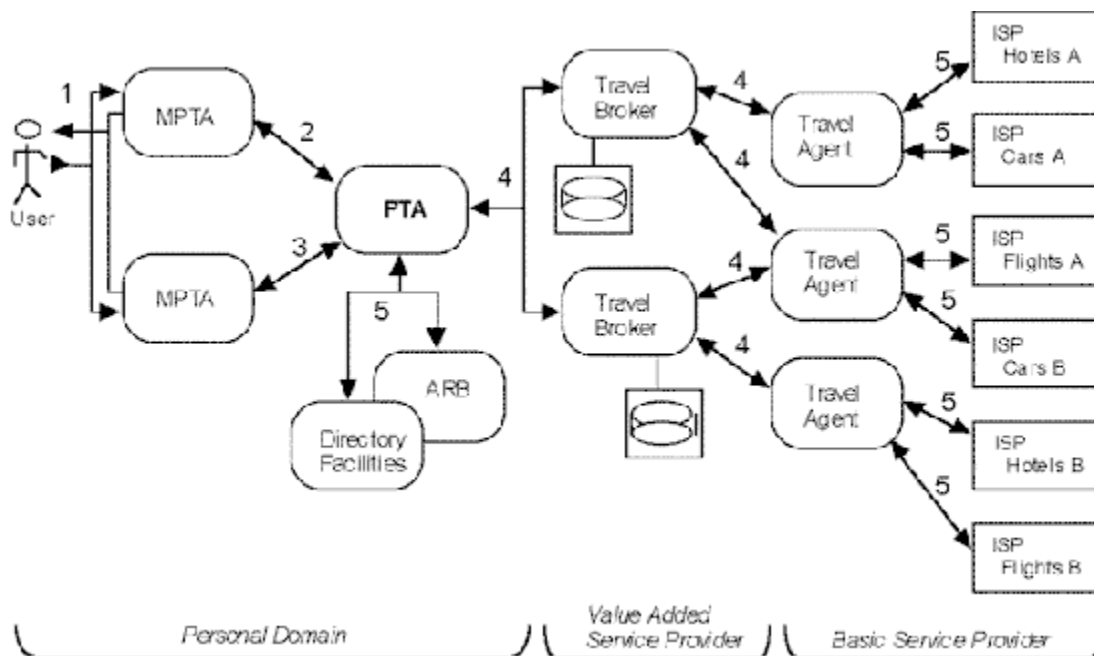 1
User
MPTA
2
MPTA
3
PTA
4
5
ARB
Directory
Facilities
Travel
Broker
Travel
Broker
4
4
4
4
Travel
Agent
Travel
Agent
Travel
Agent
5
5
5
5
5
5
ISP
Hotels A
ISP
Cars A
ISP
Flights A
ISP
Cars B
ISP
Hotels B
ISP
Flights B
Personal Domain
Value Added
Service Provider
Basic Service Provider